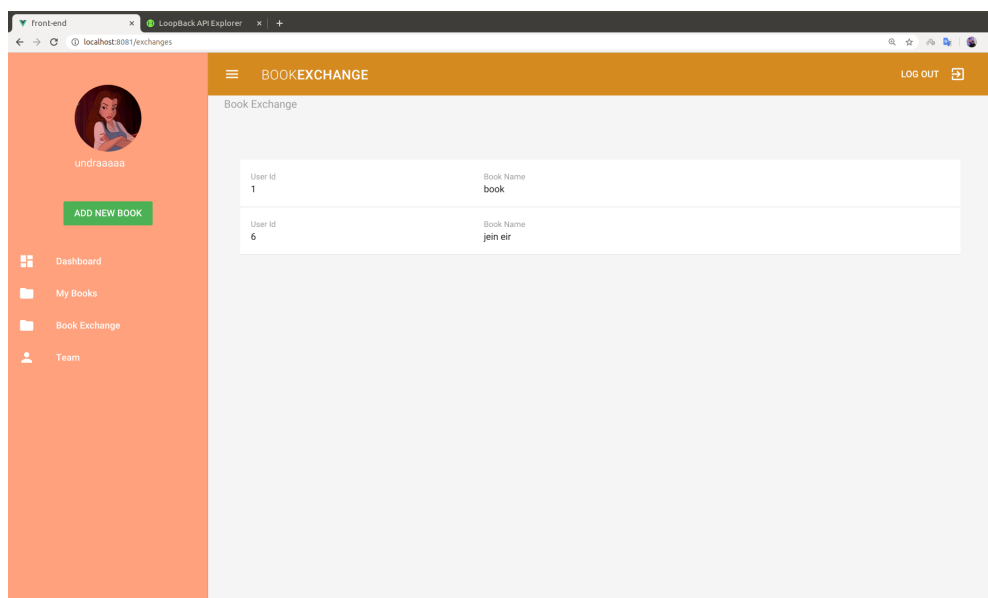 Front-end × LoopBack API Explorer × +
localhost:8081/exchanges
BOOKEXCHANGE LOG OUT
Book Exchange
undraaaaa
ADD NEW BOOK
Dashboard
My Books
Book Exchange
Team
User Id Book Name
1 book
User Id Book Name
6 jein eir